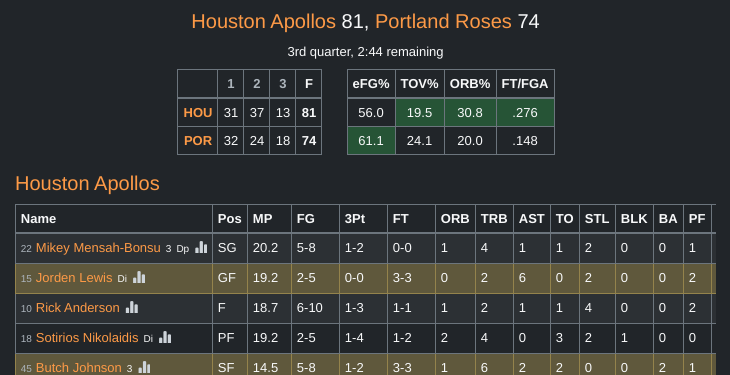 Houston Apollos 81, Portland Roses 74
3rd quarter, 2:44 remaining
1 2 3 F eFG% TOV% ORB% FT/FGA
HOU 31 37 13 81 56.0 19.5 30.8 .276
POR 32 24 18 74 61.1 24.1 20.0 .148
Houston Apollos
Name Pos MP FG 3Pt FT ORB TRB AST TO STL BLK BA PF
22 Mikey Mensah-Bonsu 3 Dp SG 20.2 5-8 1-2 0-0 1 4 1 1 2 0 0 1
15 Jorden Lewis Di GF 19.2 2-5 0-0 3-3 0 2 6 0 2 0 0 2
10 Rick Anderson F 18.7 6-10 1-3 1-1 1 2 1 1 4 0 0 2
18 Sotirios Nikolaidis Di PF 19.2 2-5 1-4 1-2 2 4 0 3 2 1 0 0
45 Butch Johnson 3 SF 14.5 5-8 1-2 3-3 1 6 2 2 0 0 2 1